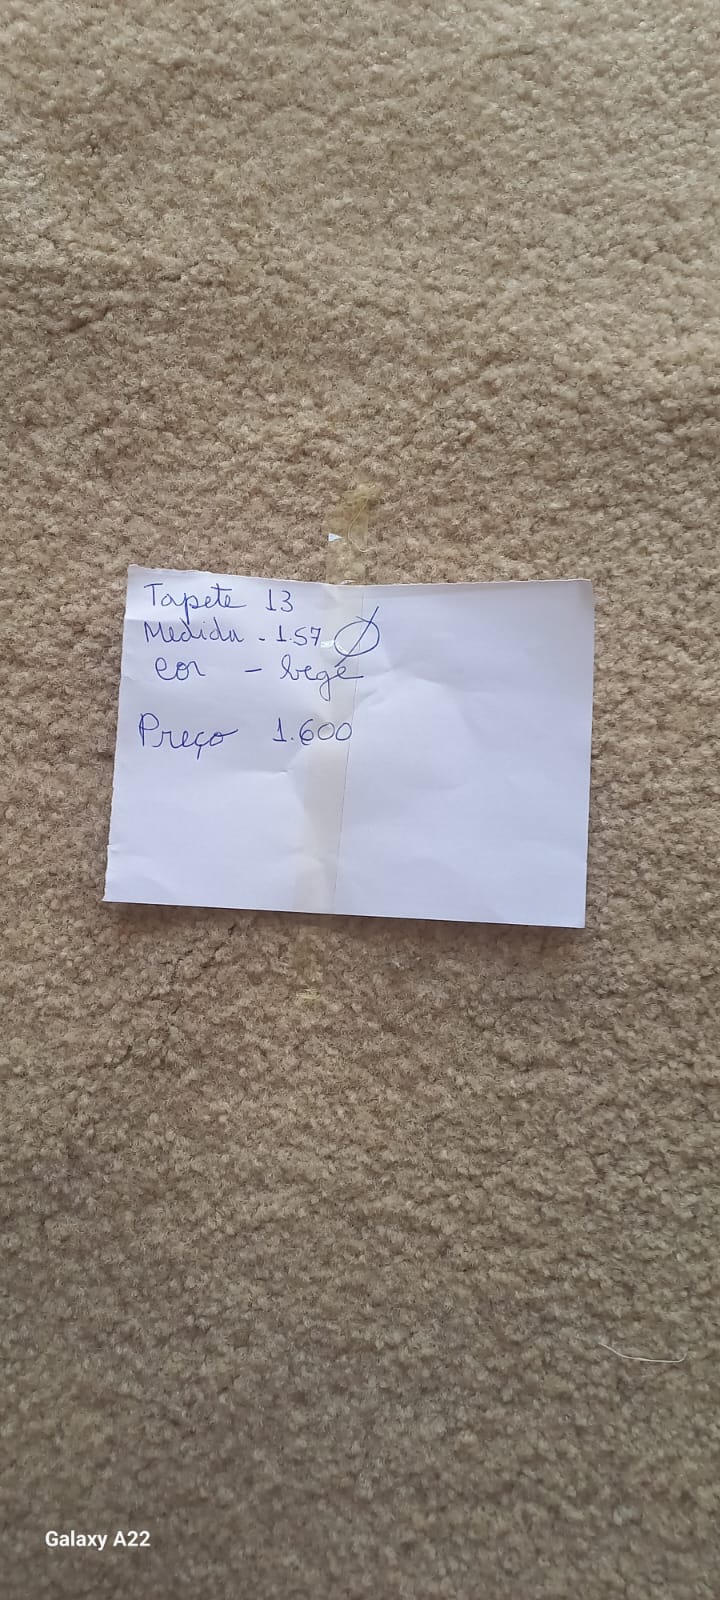 Tapete 13
Medida - 1.57 Ø
Cor - bege
Preço 1.600
Galaxy A22